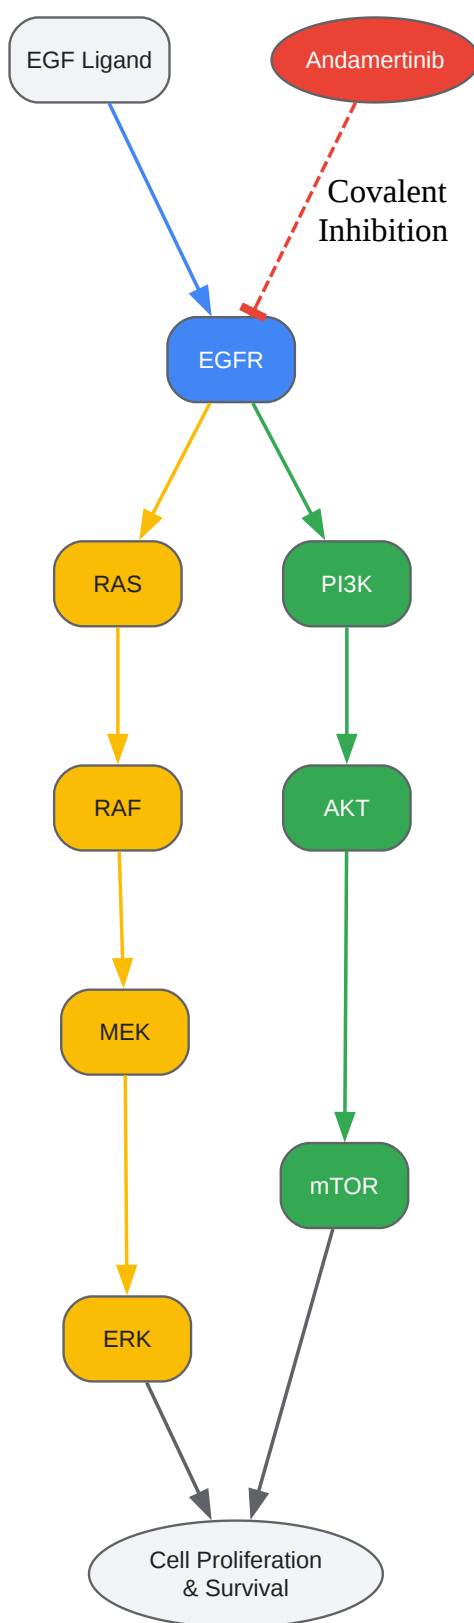 EGF Ligand
Andamertinib
Covalent
Inhibition
EGFR
RAS
PI3K
RAF
AKT
MEK
mTOR
ERK
Cell Proliferation
& Survival